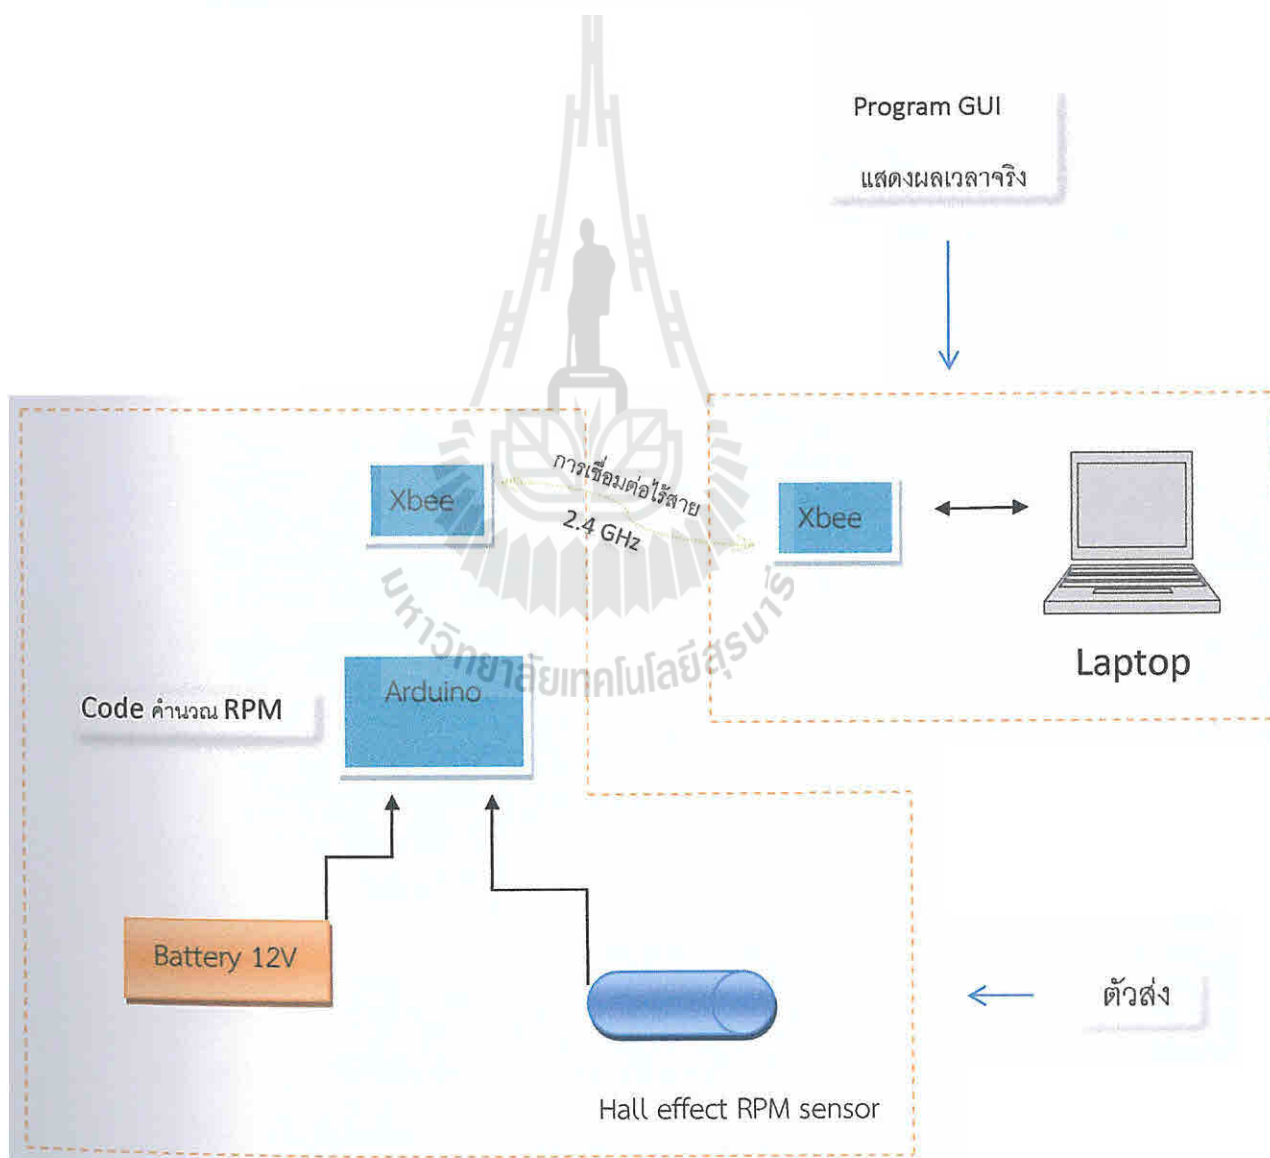 Program GUI
แสดงผลเวลาจริง
Xbee
การเชื่อมต่อไร้สาย
2.4 GHz
Xbee
Laptop
มหาวิทยาลัยเทคโนโลยีสุรนารี
Arduino
Code คำนวณ RPM
Battery 12V
ตัวส่ง
Hall effect RPM sensor